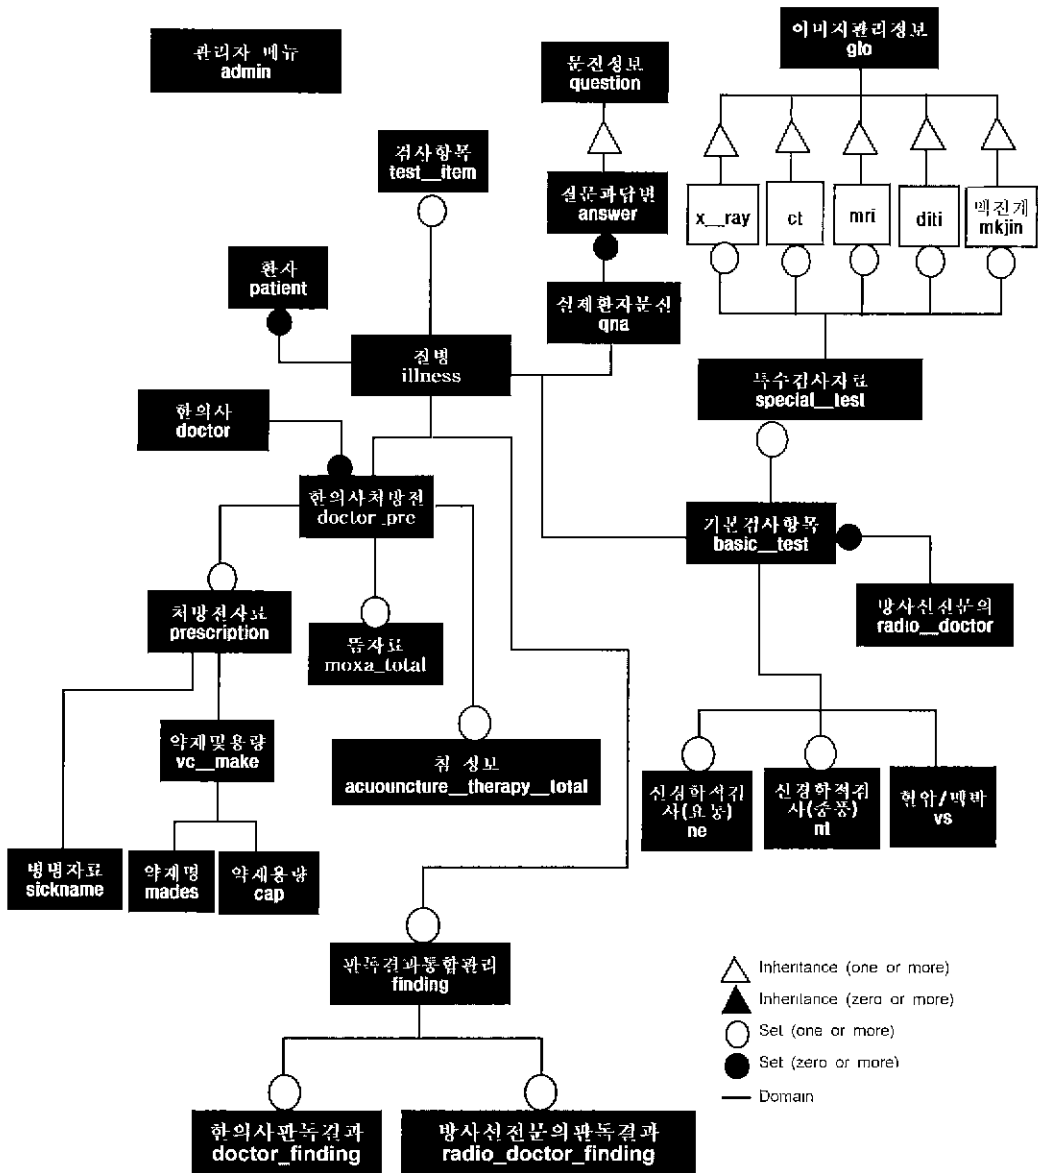 관리자 메뉴
admin
문진정보
question
이미지관리정보
glo
검사항목
test__item
설문과답변
answer
x__ray
ct
mri
diti
맥진계
mkjin
환자
patient
실제환자문진
qna
질병
illness
특수검사자료
special__test
한의사
doctor
한의사처방전
doctor_pre
기본검사항목
basic__test
처방전자료
prescription
뜸자료
moxa_total
방사선전문의
radio__doctor
약재및용량
vc__make
침 정보
acuouncture__therapy__total
신경학적검
사(요통)
ne
신경학적검
사(중풍)
nt
혈압/맥박
vs
병명자료
sickname
약재명
mades
약재용량
cap
판독결과통합관리
finding
Inheritance (one or more)
Inheritance (zero or more)
Set (one or more)
Set (zero or more)
Domain
한의사판독결과
doctor_finding
방사선전문의판독결과
radio_doctor_finding